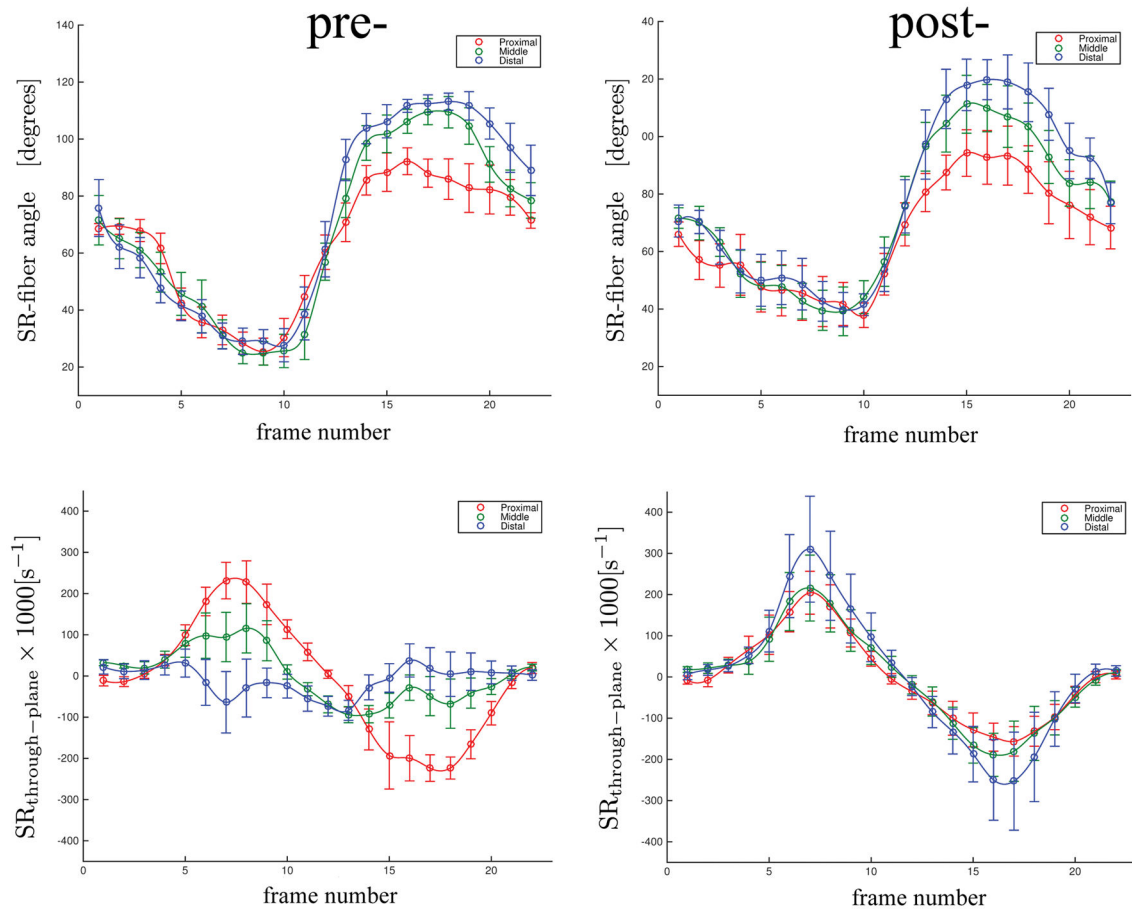 pre-
post-
140
120
100
80
60
40
20
0
5
10
15
20
SR-fiber angle [degrees]
frame number
Proximal
Middle
Distal
40
20
00
80
60
40
20
0
5
10
15
20
SR-fiber angle [degrees]
frame number
Proximal
Middle
Distal
400
300
200
100
0
-100
-200
-300
-400
0
5
10
15
20
SRthrough−plane × 1000[s−1]
frame number
Proximal
Middle
Distal
400
300
200
100
0
-100
-200
-300
-400
0
5
10
15
20
SRthrough−plane × 1000[s−1]
frame number
Proximal
Middle
Distal